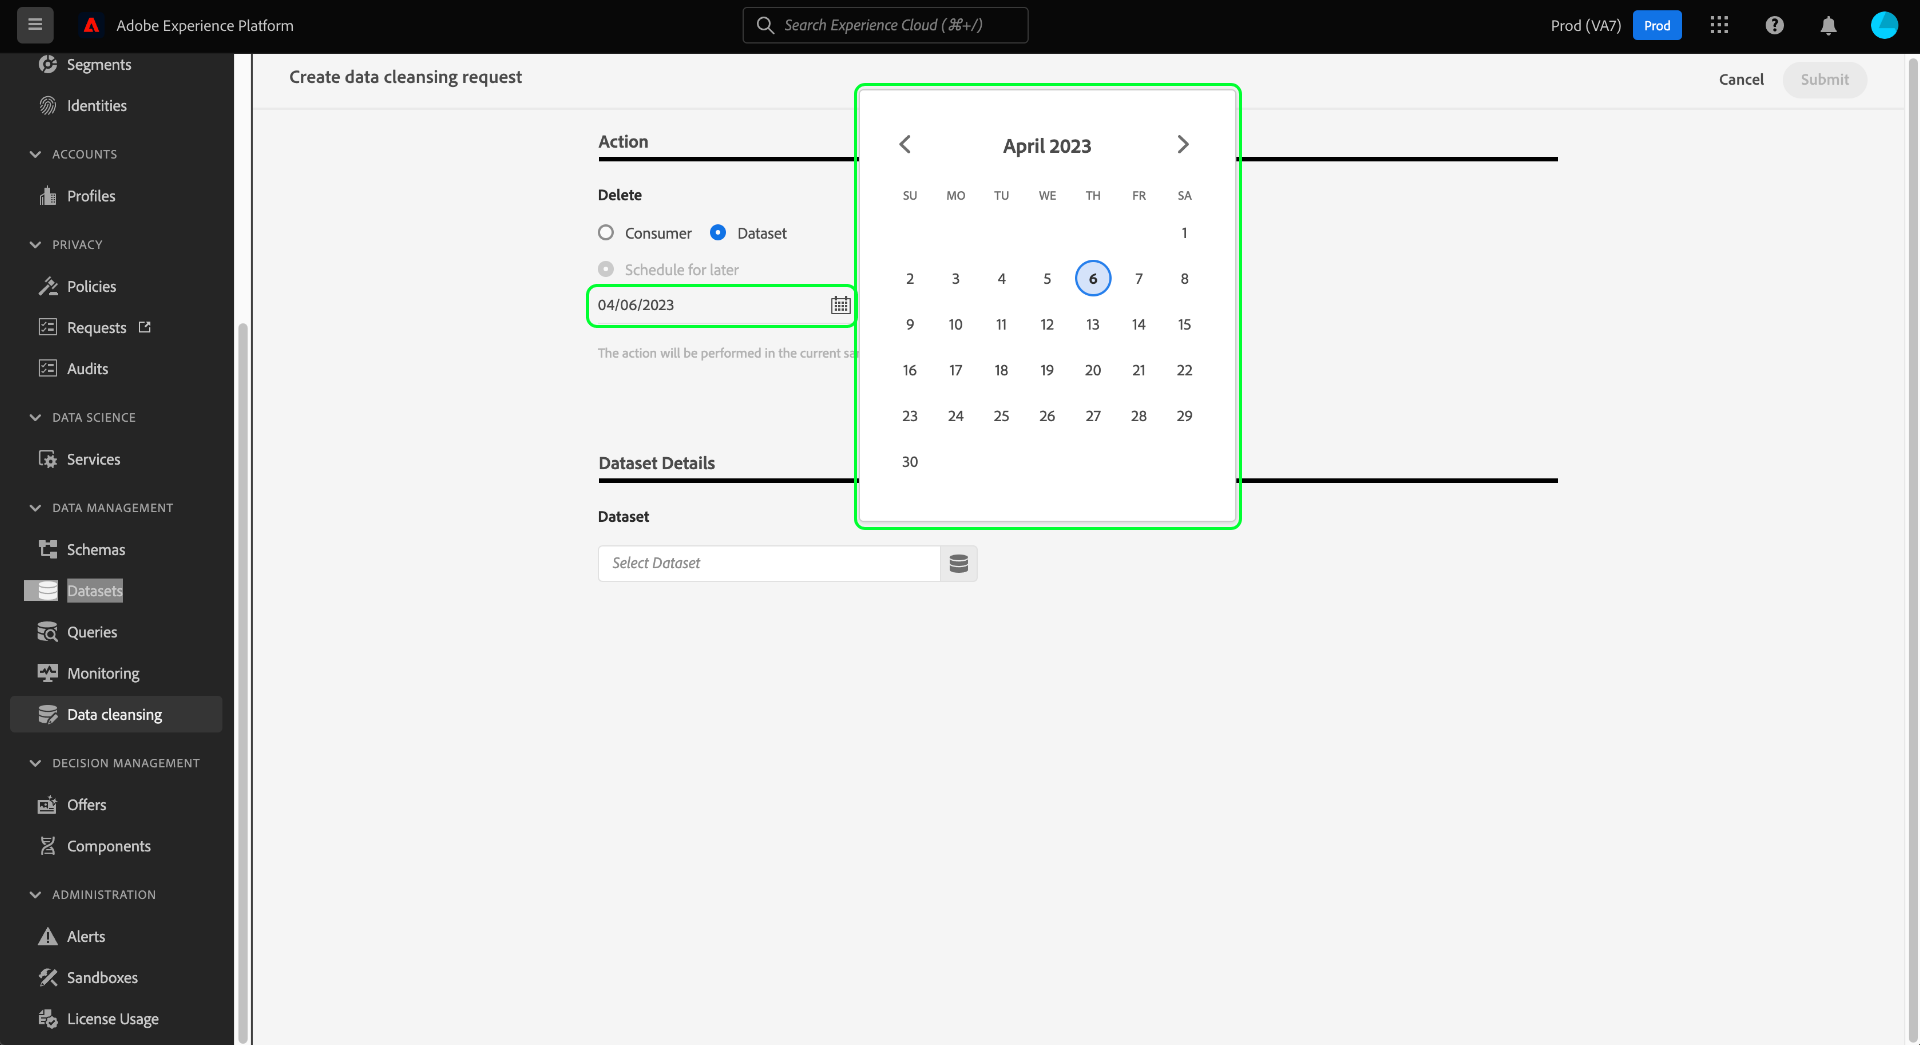 Adobe Experience Platform
Search Experience Cloud (⌘+/)
Prod (VA7)
Prod
Segments
Identities
ACCOUNTS
Profiles
PRIVACY
Policies
Requests
Audits
DATA SCIENCE
Services
DATA MANAGEMENT
Schemas
Datasets
Queries
Monitoring
Data cleansing
DECISION MANAGEMENT
Offers
Components
ADMINISTRATION
Alerts
Sandboxes
License Usage
Create data cleansing request
Cancel
Submit
Action
Delete
Consumer
Dataset
Schedule for later
04/06/2023
The action will be performed in the current
April 2023
SU MO TU WE TH FR SA
1
2 3 4 5 6 7 8
9 10 11 12 13 14 15
16 17 18 19 20 21 22
23 24 25 26 27 28 29
30
Dataset Details
Dataset
Select Dataset